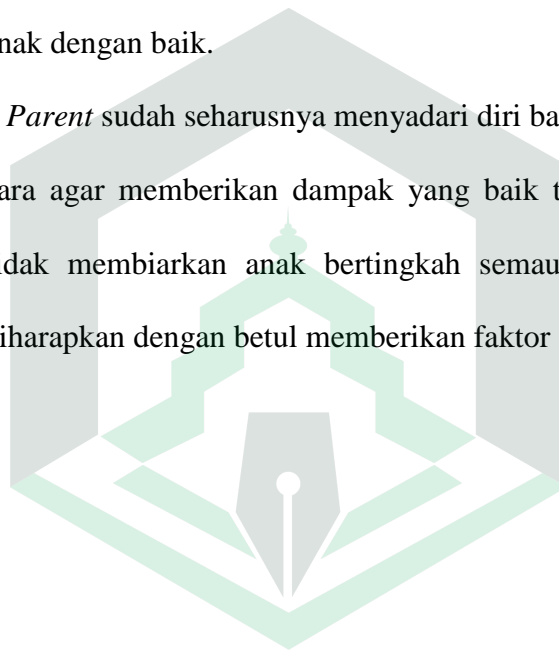 nak dengan baik.
Parent sudah seharusnya menyadari diri ba
ara agar memberikan dampak yang baik t
idak membiarkan anak bertingkah semau
iharapkan dengan betul memberikan faktor